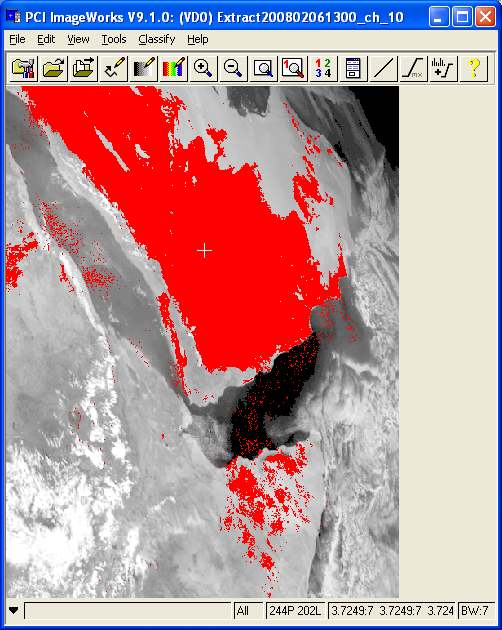 PCI ImageWorks V9.1.0: (VDO) Extract200802061300_ch_10
File Edit View Tools Classify Help
1 2
3 4
mx
All 244P 202L 3.7249:7 3.7249:7 3.724 BW:7